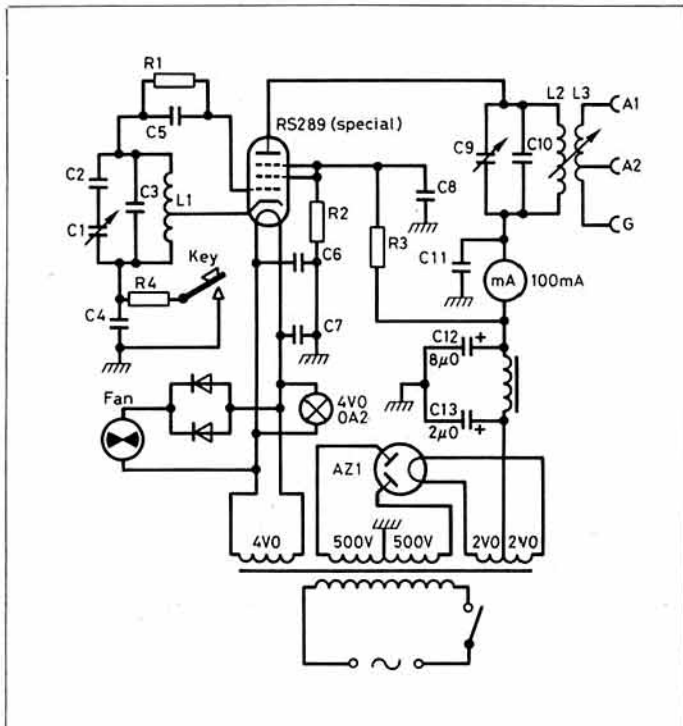 R1
RS289 (special)
C5
C2
C3
L1
C1
R4
Key
C4
R2
C6
C7
R3
C8
C9
C10
L2 L3
A1
A2
G
C11
mA 100mA
C12
8µ0
C13
2µ0
Fan
4V0
0A2
AZ1
4V0
500V 500V
2V0 2V0